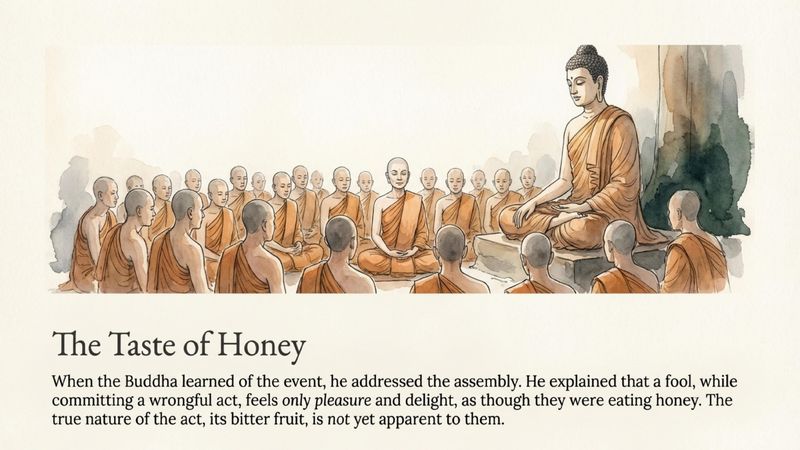 The Taste of Honey
When the Buddha learned of the event, he addressed the assembly. He explained that a fool, while
committing a wrongful act, feels only pleasure and delight, as though they were eating honey. The
true nature of the act, its bitter fruit, is not yet apparent to them.